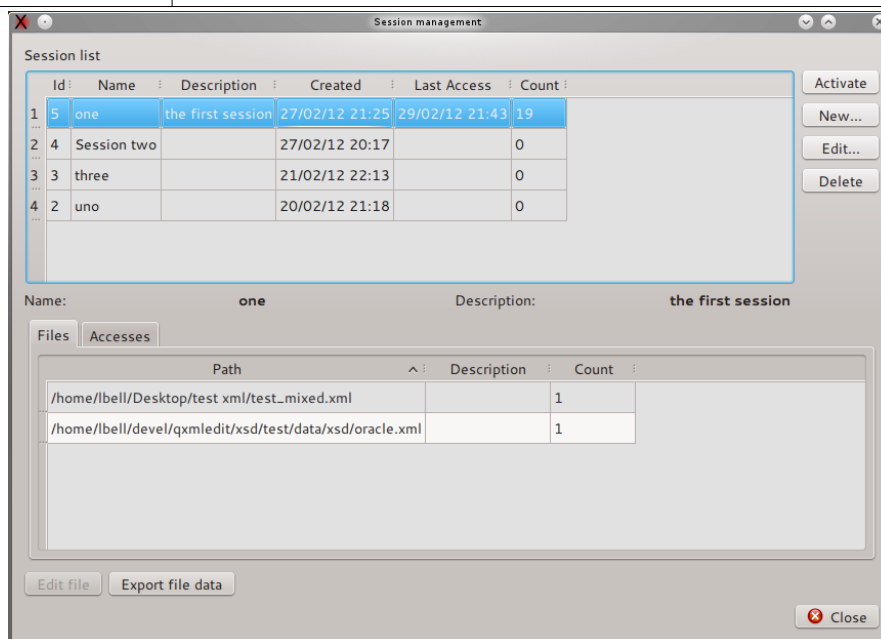 Session management
Session list
Id Name Description Created Last Access Count
1 5 one the first session 27/02/12 21:25 29/02/12 21:43 19
2 4 Session two 27/02/12 20:17 0
3 3 three 21/02/12 22:13 0
4 2 uno 20/02/12 21:18 0
Activate
New...
Edit...
Delete
Name: one Description: the first session
Files Accesses
Path Description Count
/home/lbell/Desktop/test xml/test_mixed.xml 1
/home/lbell/devel/qxmledit/xsd/test/data/xsd/oracle.xml 1
Edit file Export file data
Close